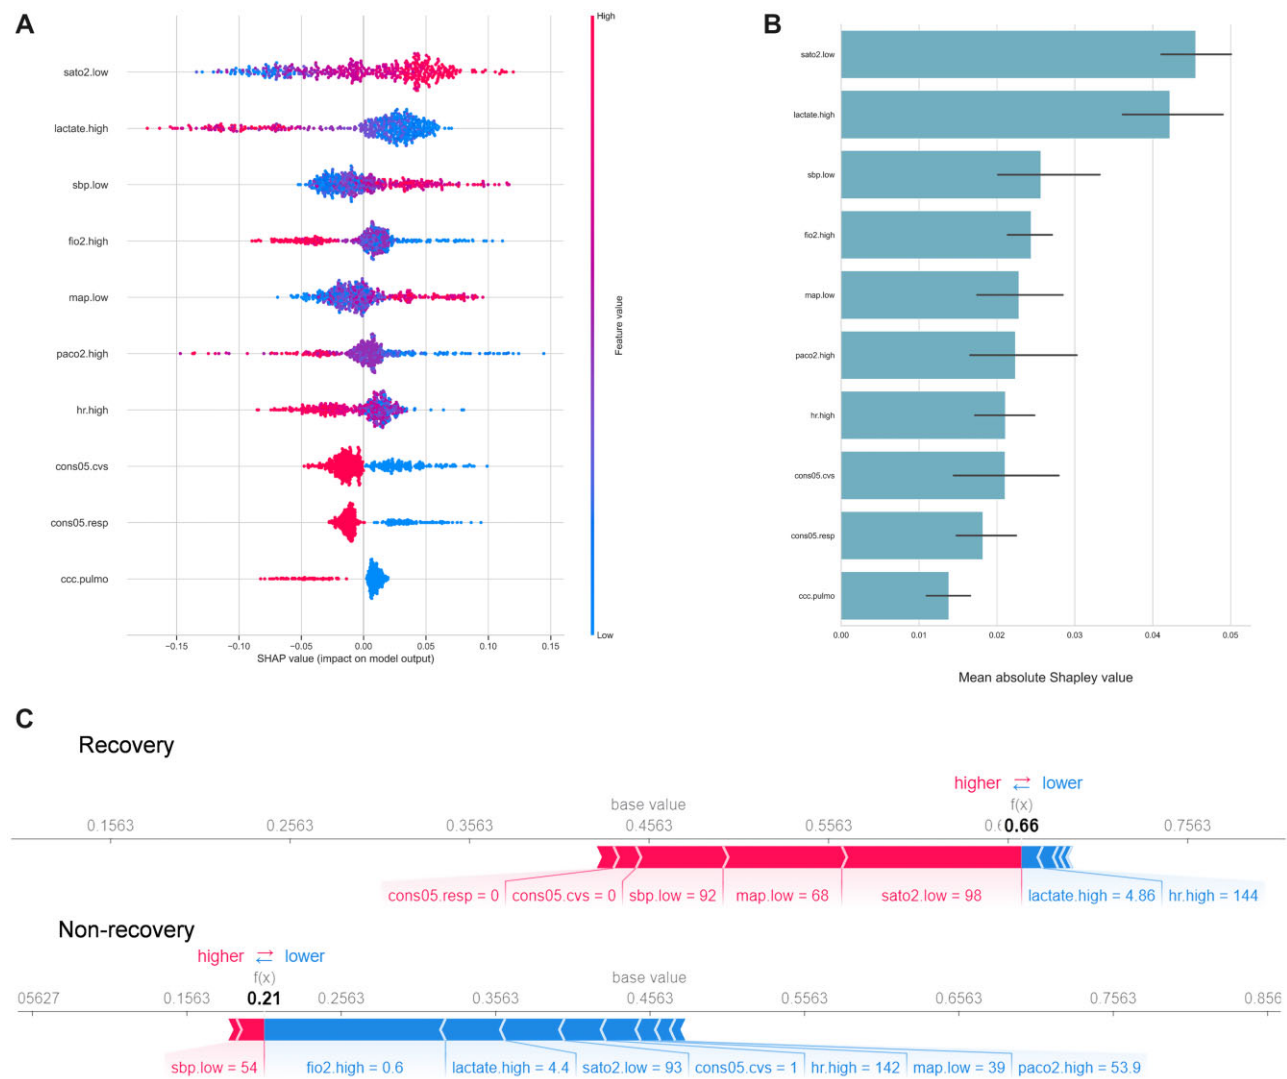 A
High
sato2.low
lactate.high
sbp.low
fio2.high
map.low
paco2.high
hr.high
cons05.cvs
cons05.resp
ccc.pulmo
Feature value
Low
−0.15 −0.10 −0.05 0.00 0.05 0.10 0.15
SHAP value (impact on model output)
B
sato2.low
lactate.high
sbp.low
fio2.high
map.low
paco2.high
hr.high
cons05.cvs
cons05.resp
ccc.pulmo
0.00 0.01 0.02 0.03 0.04 0.05
Mean absolute Shapley value
C
Recovery
higher lower
base value f(x)
0.1563 0.2563 0.3563 0.4563 0.5563 0.66 0.7563
cons05.resp = 0 cons05.cvs = 0 sbp.low = 92 map.low = 68 sato2.low = 98 lactate.high = 4.86 hr.high = 144
Non-recovery
higher lower
f(x) base value
05627 0.1563 0.21 0.2563 0.3563 0.4563 0.5563 0.6563 0.7563 0.856
sbp.low = 54 fio2.high = 0.6 lactate.high = 4.4 sato2.low = 93 cons05.cvs = 1 hr.high = 142 map.low = 39 paco2.high = 53.9